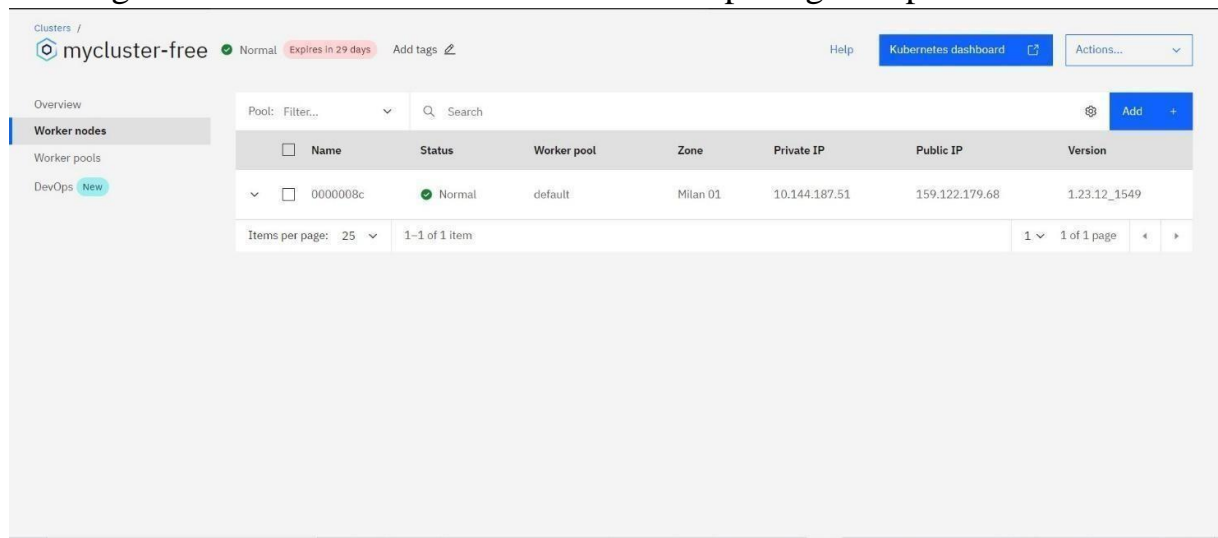 Clusters /
mycluster-free Normal Expires in 29 days Add tags Help Kubernetes dashboard Actions...
Overview
Worker nodes
Worker pools
DevOps New
Pool: Filter... Search Add +
Name Status Worker pool Zone Private IP Public IP Version
0000008c Normal default Milan 01 10.144.187.51 159.122.179.68 1.23.12_1549
Items per page: 25 1–1 of 1 item 1 1 of 1 page